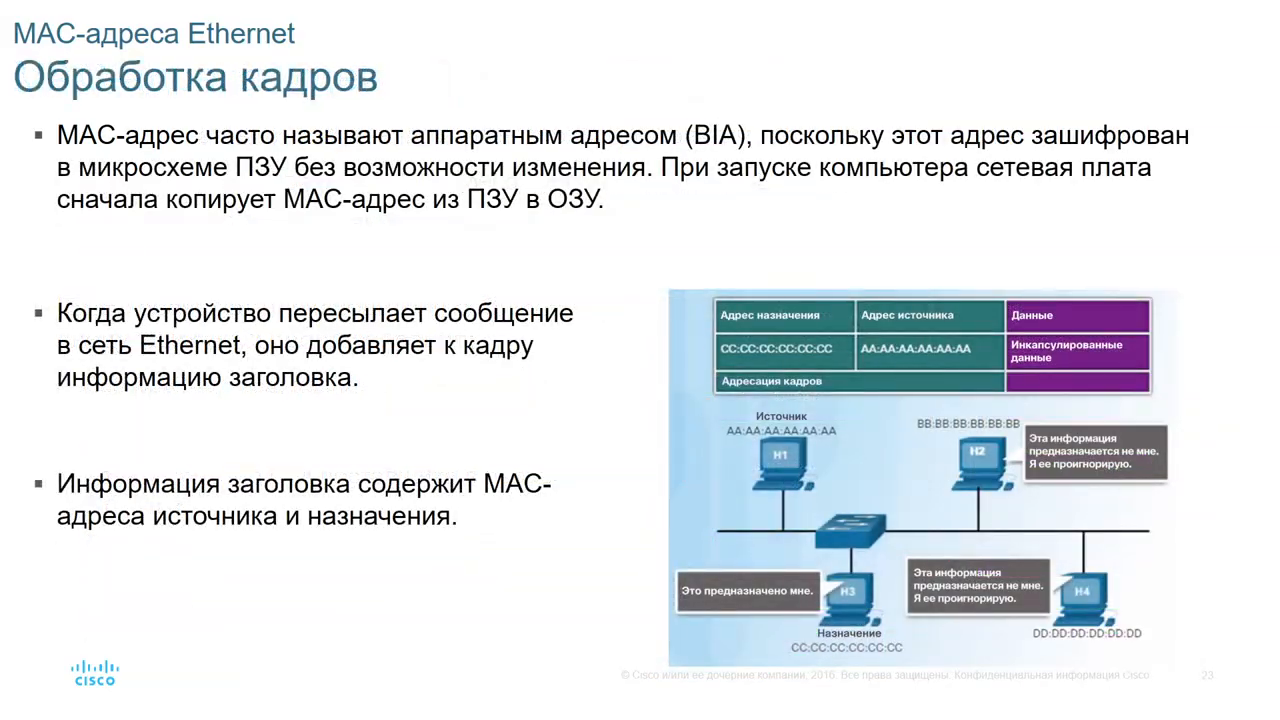 МАС-адреса Ethernet
Обработка кадров
▪ МАС-адрес часто называют аппаратным адресом (BIA), поскольку этот адрес зашифрован
в микросхеме ПЗУ без возможности изменения. При запуске компьютера сетевая плата
сначала копирует МАС-адрес из ПЗУ в ОЗУ.
▪ Когда устройство пересылает сообщение
в сеть Ethernet, оно добавляет к кадру
информацию заголовка.
▪ Информация заголовка содержит МАС-
адреса источника и назначения.
Адрес назначения Адрес источника Данные
CC:CC:CC:CC:CC:CC AA:AA:AA:AA:AA:AA Инкапсулированные
данные
Адресация кадров
Источник
AA:AA:AA:AA:AA:AA
H1
BB:BB:BB:BB:BB:BB
H2
Эта информация
предназначается не мне.
Я ее проигнорирую.
Это предназначено мне.
H3
Назначение
CC:CC:CC:CC:CC:CC
Эта информация
предназначается не мне.
Я ее проигнорирую.
H4
DD:DD:DD:DD:DD:DD
CISCO
© Cisco и/или ее дочерние компании, 2016. Все права защищены. Конфиденциальная информация Cisco
23